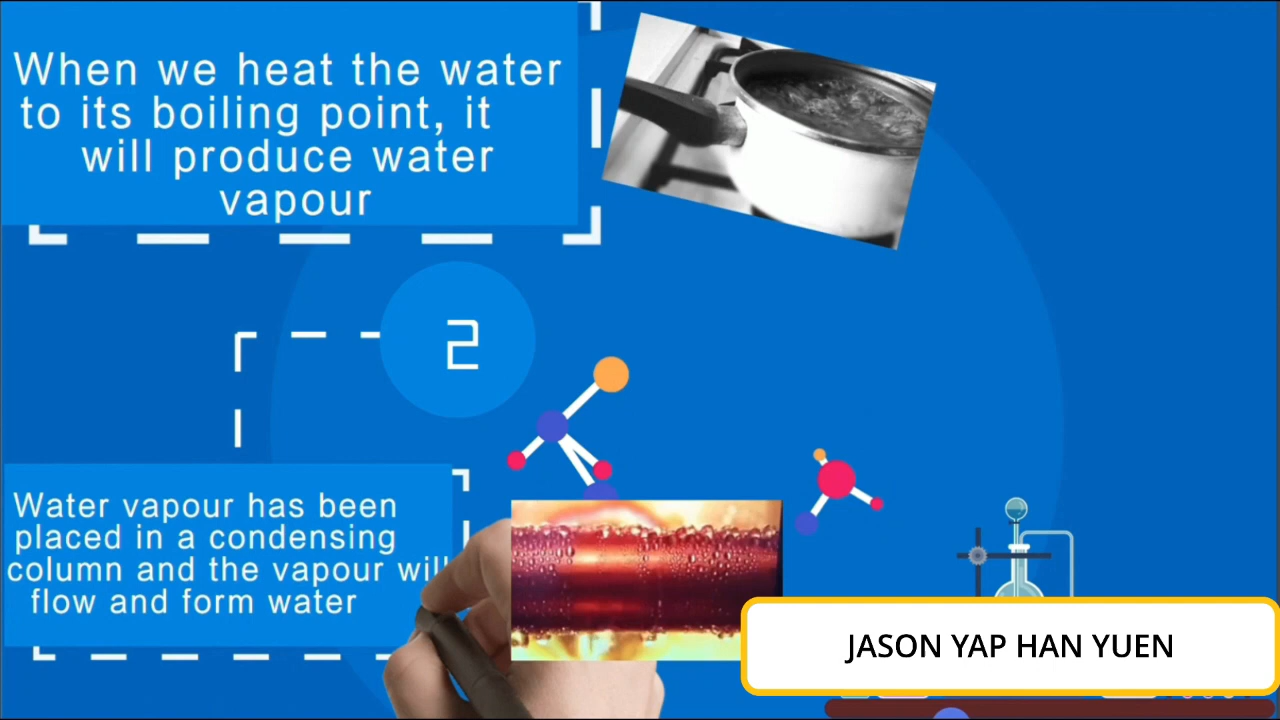 When we heat the water
to its boiling point, it
will produce water
vapour
2
Water vapour has been
placed in a condensing
column and the vapour will
flow and form water
JASON YAP HAN YUEN